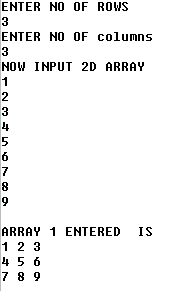 ENTER NO OF ROWS
3
ENTER NO OF columns
3
NOW INPUT 2D ARRAY
1
2
3
4
5
6
7
8
9
ARRAY 1 ENTERED IS
1 2 3
4 5 6
7 8 9